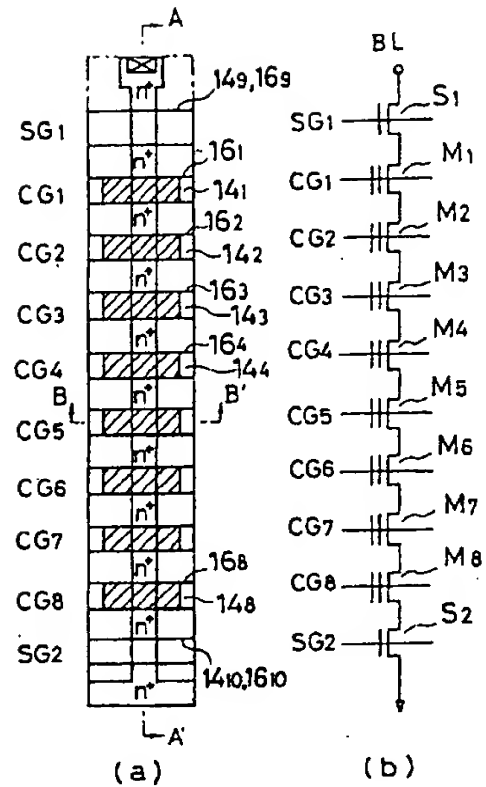 A
n+
149,169
SG1
n+
161
CG1
141
n+
162
CG2
142
n+
163
CG3
143
n+
164
CG4
144
n+
B
B'
CG5
n+
CG6
n+
CG7
n+
168
CG8
148
n+
SG2
1410,1610
n+
A'
(a)
BL
S1
SG1
M1
CG1
M2
CG2
M3
CG3
M4
CG4
M5
CG5
M6
CG6
M7
CG7
M8
CG8
S2
SG2
(b)